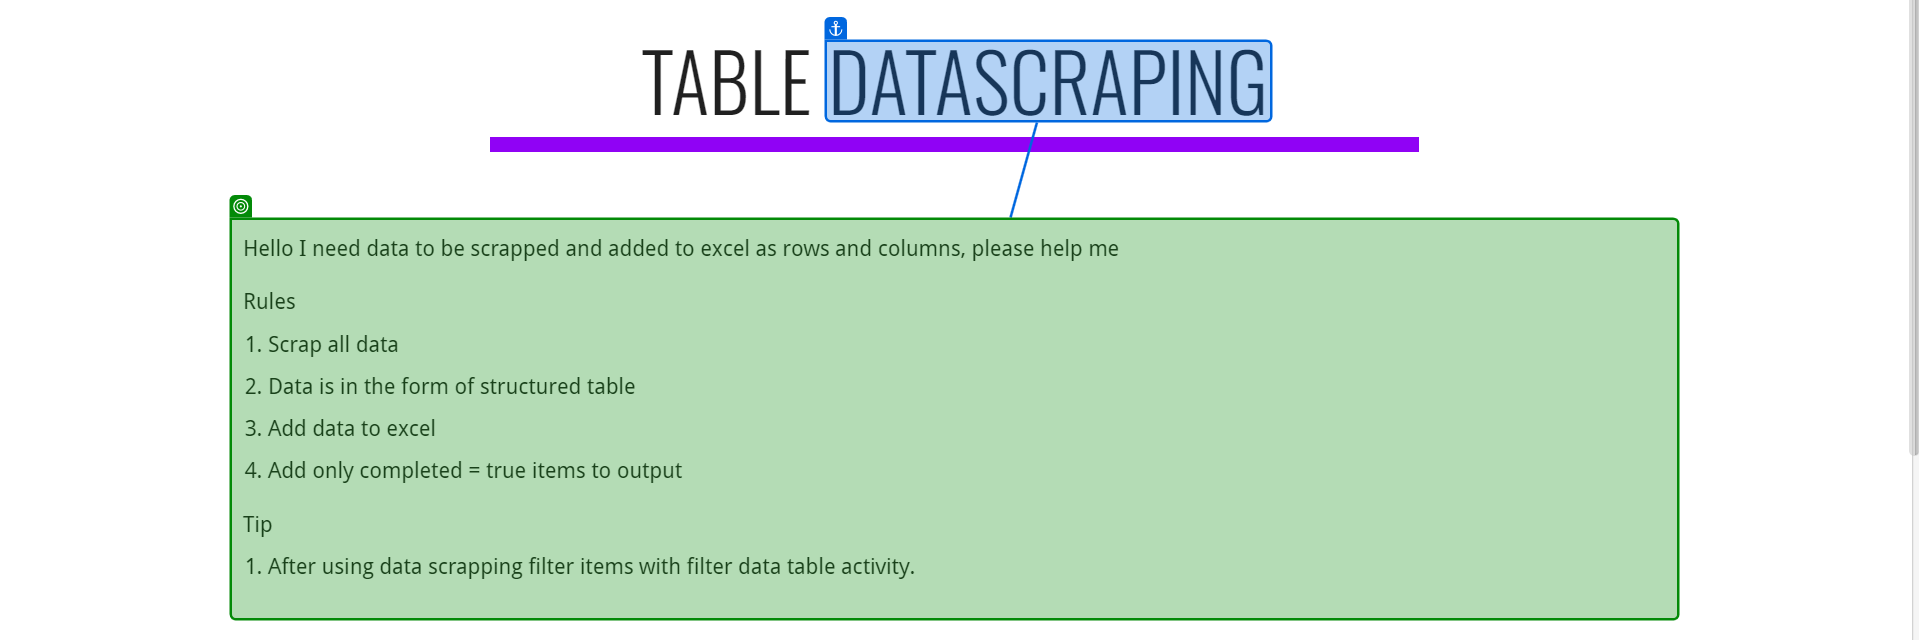 TABLE DATASCRAPING
Hello I need data to be scrapped and added to excel as rows and columns, please help me
Rules
1. Scrap all data
2. Data is in the form of structured table
3. Add data to excel
4. Add only completed = true items to output
Tip
1. After using data scrapping filter items with filter data table activity.